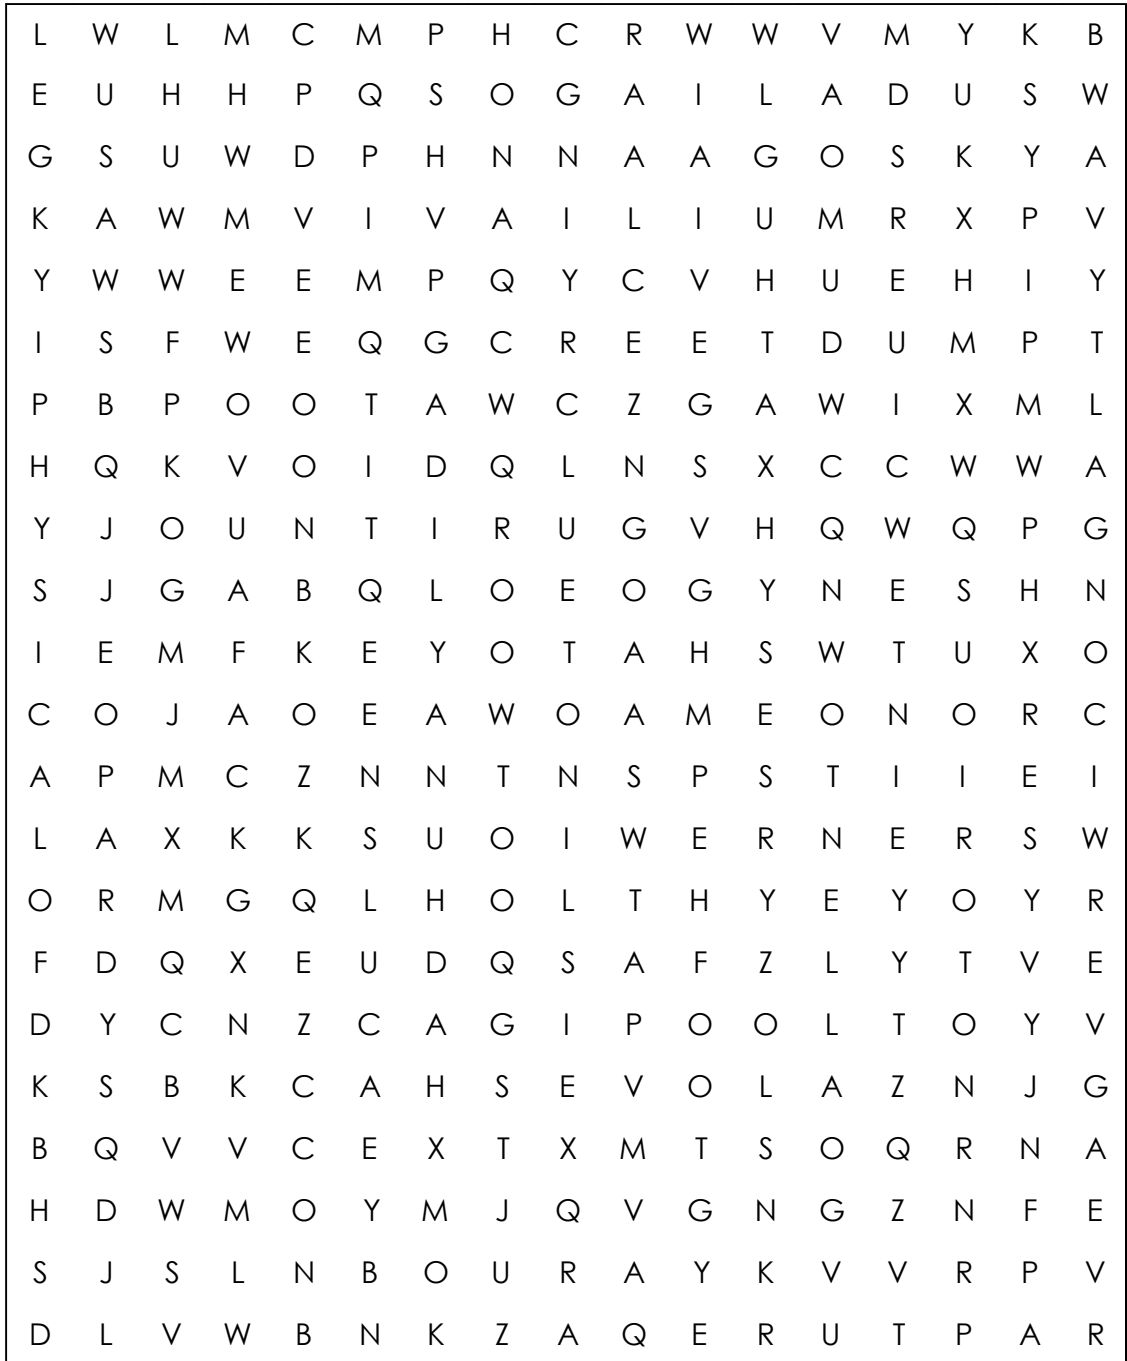 L W L M C M P H C R W W V M Y K B
E U H H P Q S O G A I L A D U S W
G S U W D P H N N A A G O S K Y A
K A W M V I V A I L I U M R X P V
Y W W E E M P Q Y C V H U E H I Y
I S F W E Q G C R E E T D U M P T
P B P O O T A W C Z G A W I X M L
H Q K V O I D Q L N S X C C W W A
Y J O U N T I R U G V H Q W Q P G
S J G A B Q L O E O G Y N E S H N
I E M F K E Y O T A H S W T U X O
C O J A O E A W O A M E O N O R C
A P M C Z N N T N S P S T I I E I
L A X K K S U O I W E R N E R S W
O R M G Q L H O L T H Y E Y O Y R
F D Q X E U D Q S A F Z L Y T V E
D Y C N Z C A G I P O O L T O Y V
K S B K C A H S E V O L A Z N J G
B Q V V C E X T X M T S O Q R N A
H D W M O Y M J Q V G N G Z N F E
S J S L N B O U R A Y K V V R P V
D L V W B N K Z A Q E R U T P A R